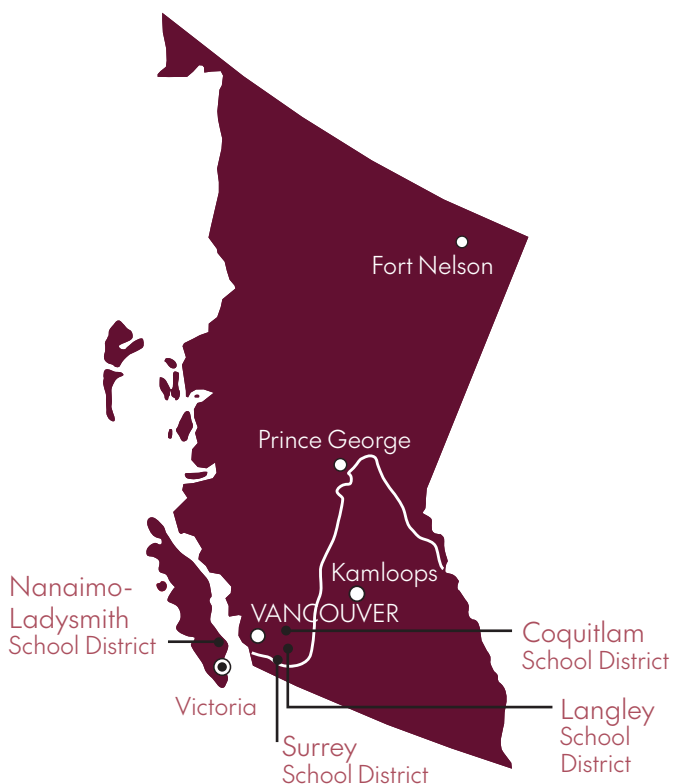 Fort Nelson
Prince George
Kamloops
VANCOUVER
Nanaimo-
Ladysmith
School District
Coquitlam
School District
Victoria
Langley
School
District
Surrey
School District